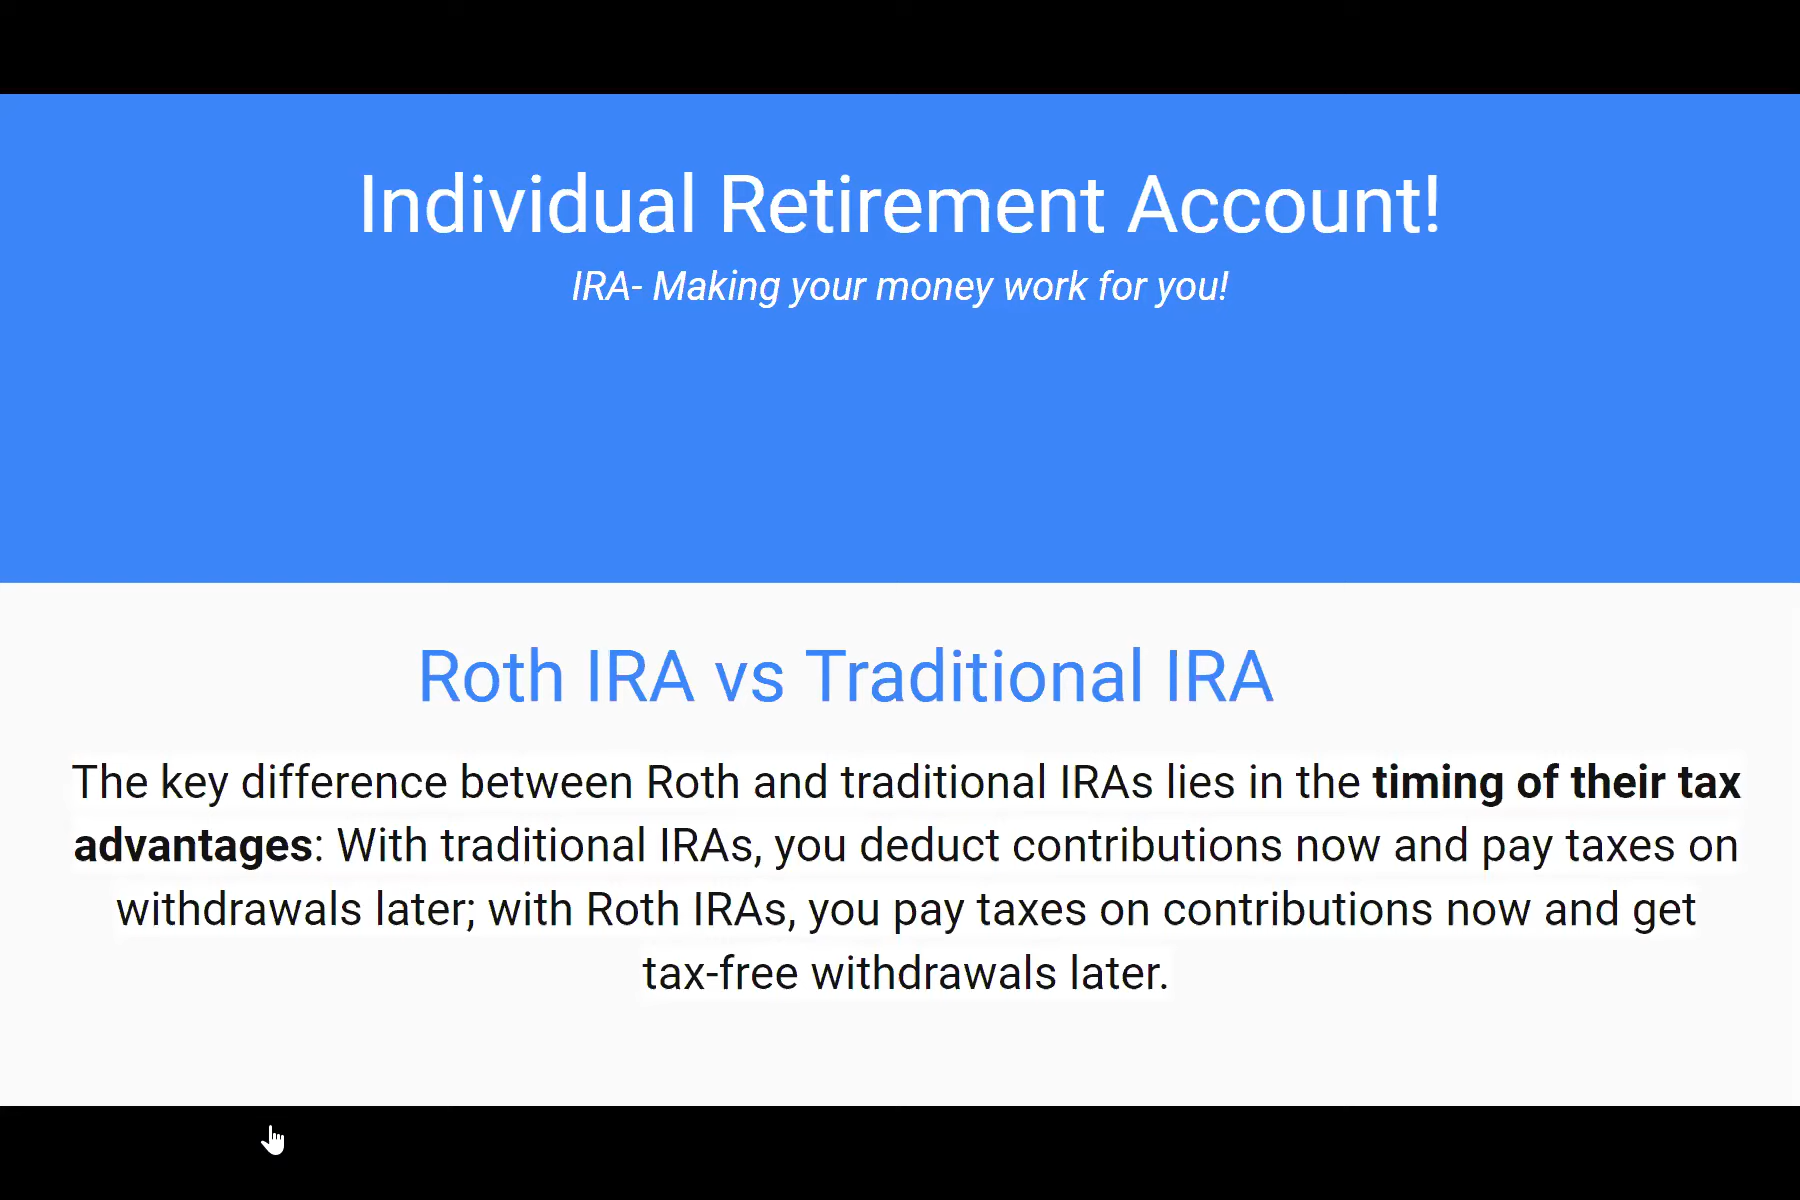 Individual Retirement Account!
IRA- Making your money work for you!
Roth IRA vs Traditional IRA
The key difference between Roth and traditional IRAs lies in the timing of their tax
advantages: With traditional IRAs, you deduct contributions now and pay taxes on
withdrawals later; with Roth IRAs, you pay taxes on contributions now and get
tax-free withdrawals later.